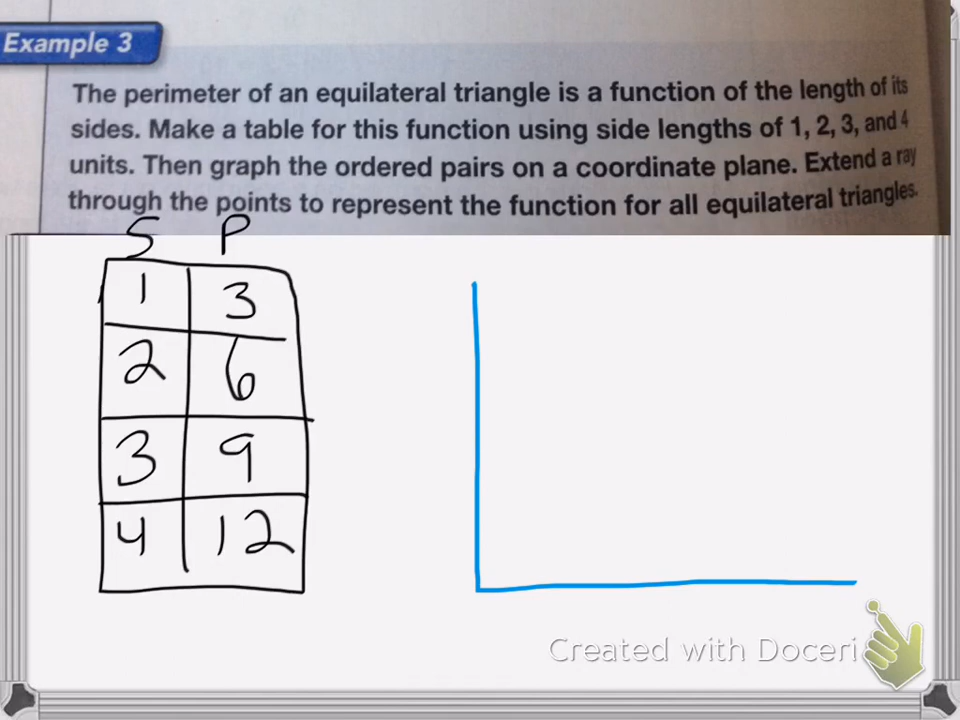 Example 3
The perimeter of an equilateral triangle is a function of the length of its
sides. Make a table for this function using side lengths of 1, 2, 3, and 4
units. Then graph the ordered pairs on a coordinate plane. Extend a ray
through the points to represent the function for all equilateral triangles.
S P
1 3
2 6
3 9
4 12
Created with Doceri